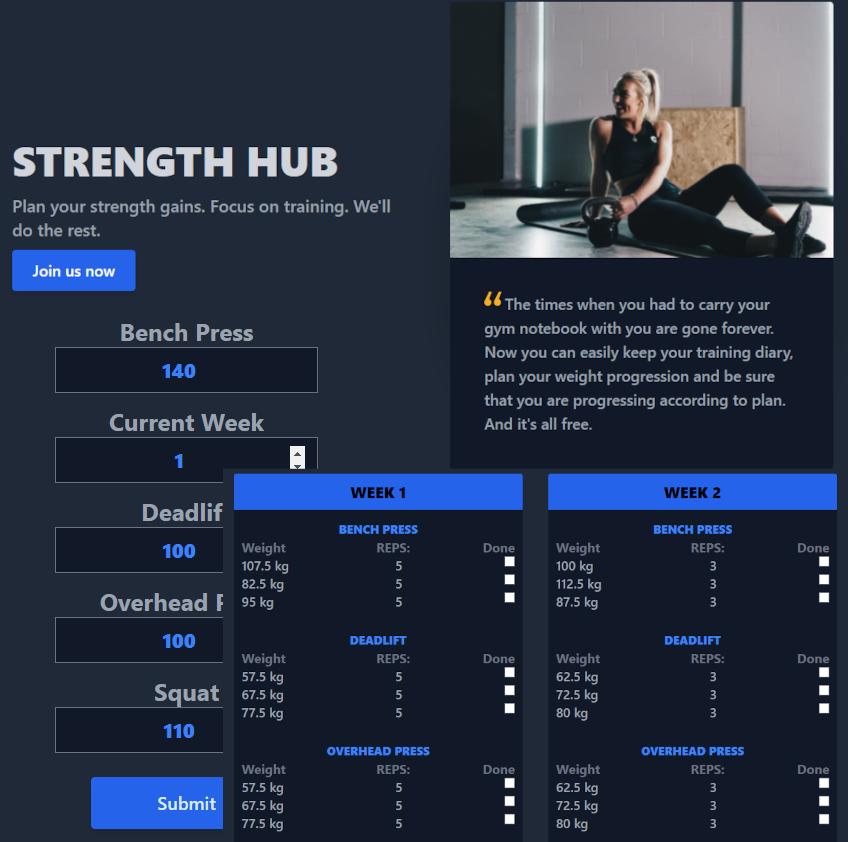 STRENGTH HUB
Plan your strength gains. Focus on training. We'll
do the rest.
Join us now
“The times when you had to carry your
gym notebook with you are gone forever.
Now you can easily keep your training diary,
plan your weight progression and be sure
that you are progressing according to plan.
And it's all free.
Bench Press
140
Current Week
1
Deadlif
100
Overhead P
100
Squat
110
Submit
WEEK 1
BENCH PRESS
Weight REPS: Done
107.5 kg 5
82.5 kg 5
95 kg 5
DEADLIFT
Weight REPS: Done
57.5 kg 5
67.5 kg 5
77.5 kg 5
OVERHEAD PRESS
Weight REPS: Done
57.5 kg 5
67.5 kg 5
77.5 kg 5
WEEK 2
BENCH PRESS
Weight REPS: Done
100 kg 3
112.5 kg 3
87.5 kg 3
DEADLIFT
Weight REPS: Done
62.5 kg 3
72.5 kg 3
80 kg 3
OVERHEAD PRESS
Weight REPS: Done
62.5 kg 3
72.5 kg 3
80 kg 3